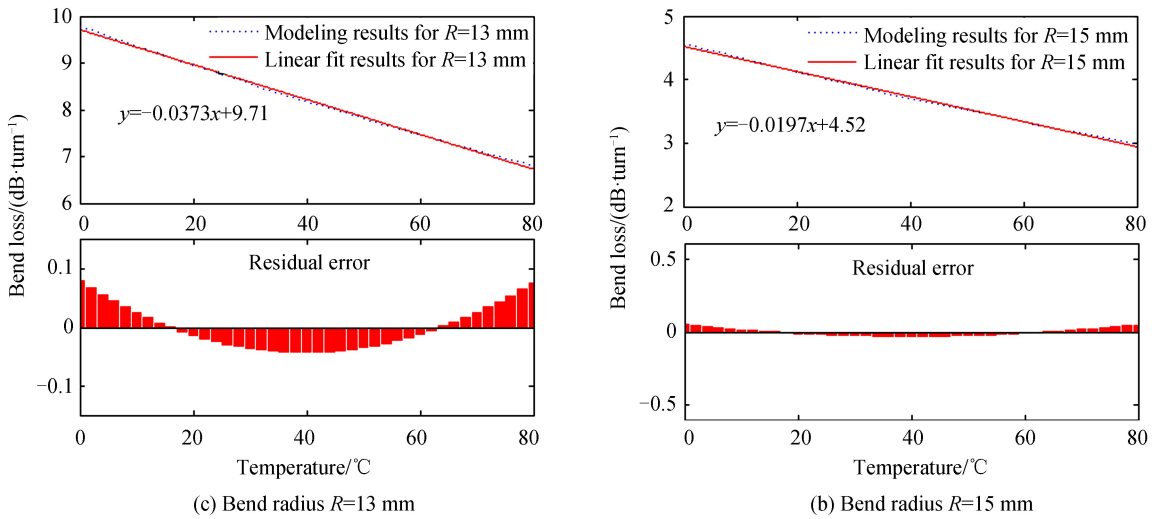 10
9
8
7
6
Modeling results for R=13 mm
Linear fit results for R=13 mm
y=−0.0373x+9.71
0 20 40 60 80
Bend loss/(dB·turn⁻¹)
0.1
0
−0.1
Residual error
0 20 40 60 80
Temperature/℃
(c) Bend radius R=13 mm
5
4
3
2
Modeling results for R=15 mm
Linear fit results for R=15 mm
y=−0.0197x+4.52
0 20 40 60 80
Bend loss/(dB·turn⁻¹)
0.5
0
−0.5
Residual error
0 20 40 60 80
Temperature/℃
(b) Bend radius R=15 mm